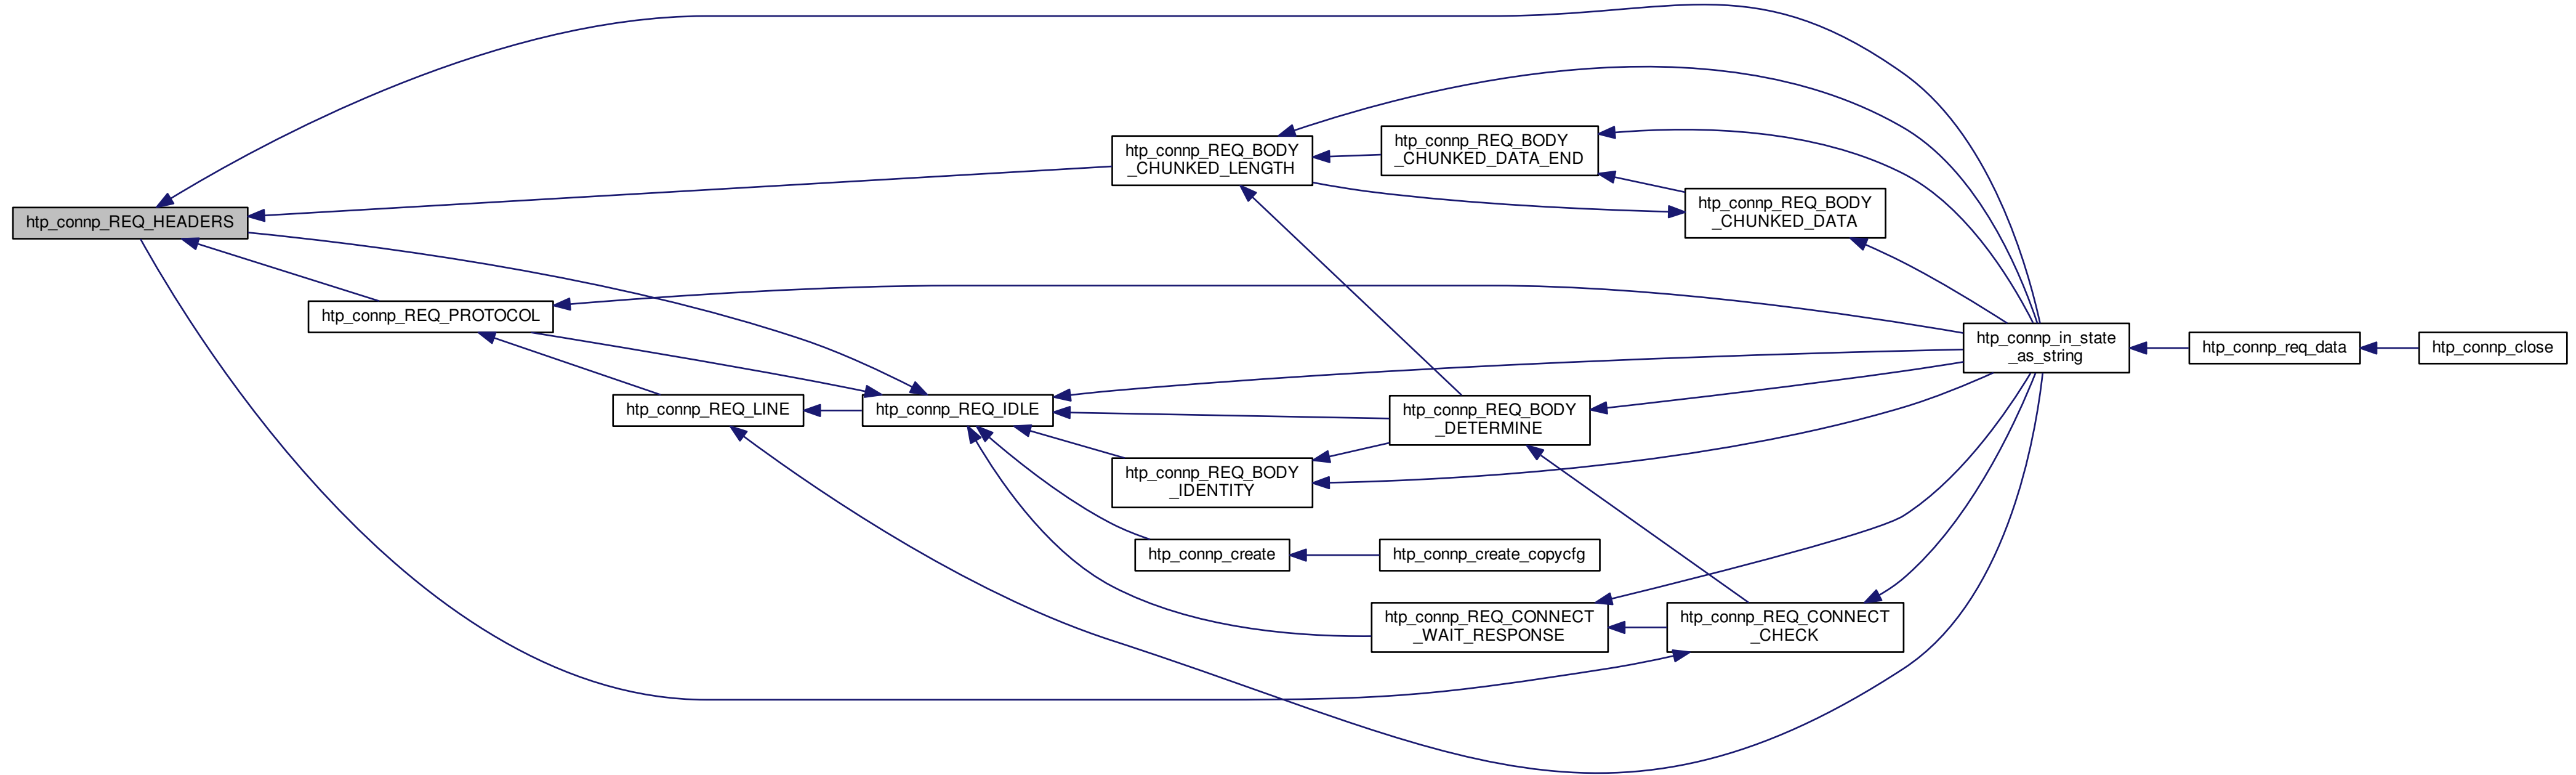 htp_connp_REQ_HEADERS
htp_connp_REQ_PROTOCOL
htp_connp_REQ_LINE
htp_connp_REQ_IDLE
htp_connp_REQ_BODY
_CHUNKED_LENGTH
htp_connp_REQ_BODY
_CHUNKED_DATA_END
htp_connp_REQ_BODY
_CHUNKED_DATA
htp_connp_REQ_BODY
_DETERMINE
htp_connp_REQ_BODY
_IDENTITY
htp_connp_create
htp_connp_create_copycfg
htp_connp_REQ_CONNECT
_WAIT_RESPONSE
htp_connp_REQ_CONNECT
_CHECK
htp_connp_in_state
_as_string
htp_connp_req_data
htp_connp_close